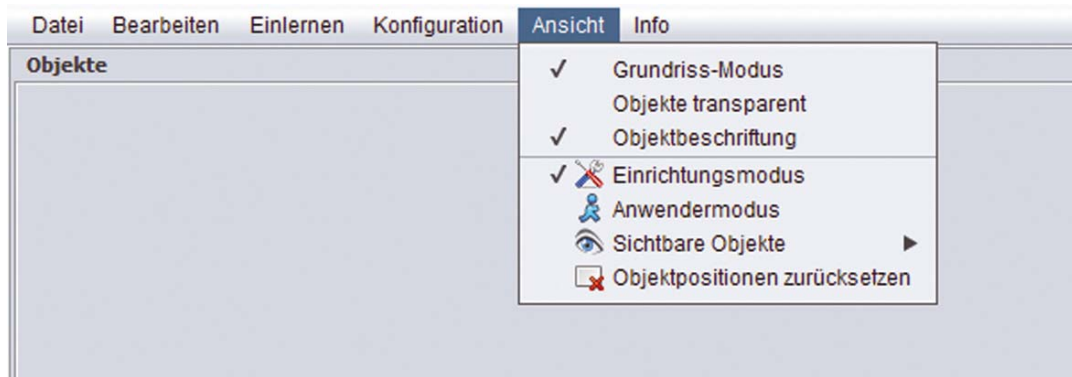 Datei Bearbeiten Einlernen Konfiguration Ansicht Info
Objekte
Grundriss-Modus
Objekte transparent
Objektbeschriftung
Einrichtungsmodus
Anwendermodus
Sichtbare Objekte
Objektpositionen zurücksetzen